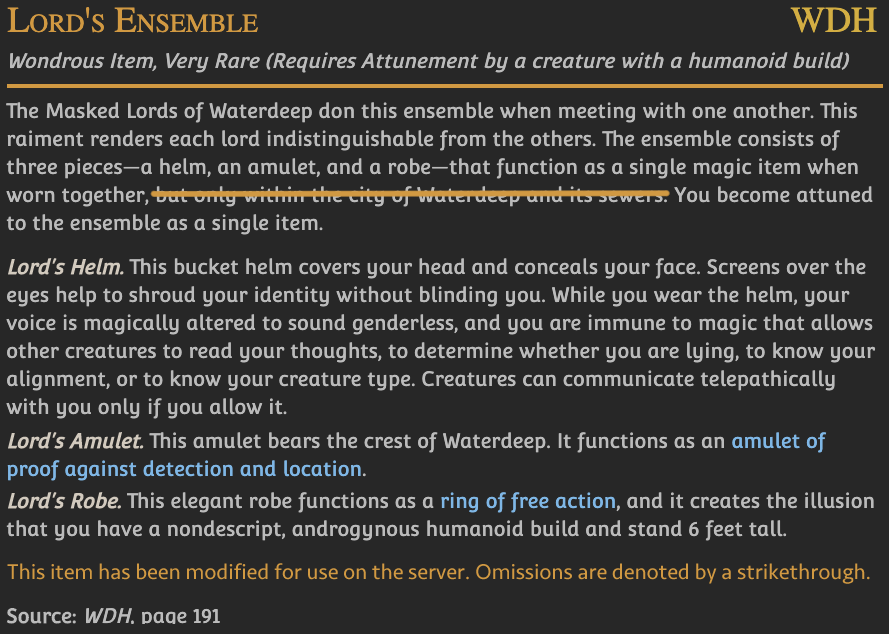 Lord's Ensemble WDH
Wondrous Item, Very Rare (Requires Attunement by a creature with a humanoid build)
The Masked Lords of Waterdeep don this ensemble when meeting with one another. This
raiment renders each lord indistinguishable from the others. The ensemble consists of
three pieces—a helm, an amulet, and a robe—that function as a single magic item when
worn together, but only within the city of Waterdeep and its sewers. You become attuned
to the ensemble as a single item.
Lord's Helm. This bucket helm covers your head and conceals your face. Screens over the
eyes help to shroud your identity without blinding you. While you wear the helm, your
voice is magically altered to sound genderless, and you are immune to magic that allows
other creatures to read your thoughts, to determine whether you are lying, to know your
alignment, or to know your creature type. Creatures can communicate telepathically
with you only if you allow it.
Lord's Amulet. This amulet bears the crest of Waterdeep. It functions as an amulet of
proof against detection and location.
Lord's Robe. This elegant robe functions as a ring of free action, and it creates the illusion
that you have a nondescript, androgynous humanoid build and stand 6 feet tall.
This item has been modified for use on the server. Omissions are denoted by a strikethrough.
Source: WDH, page 191